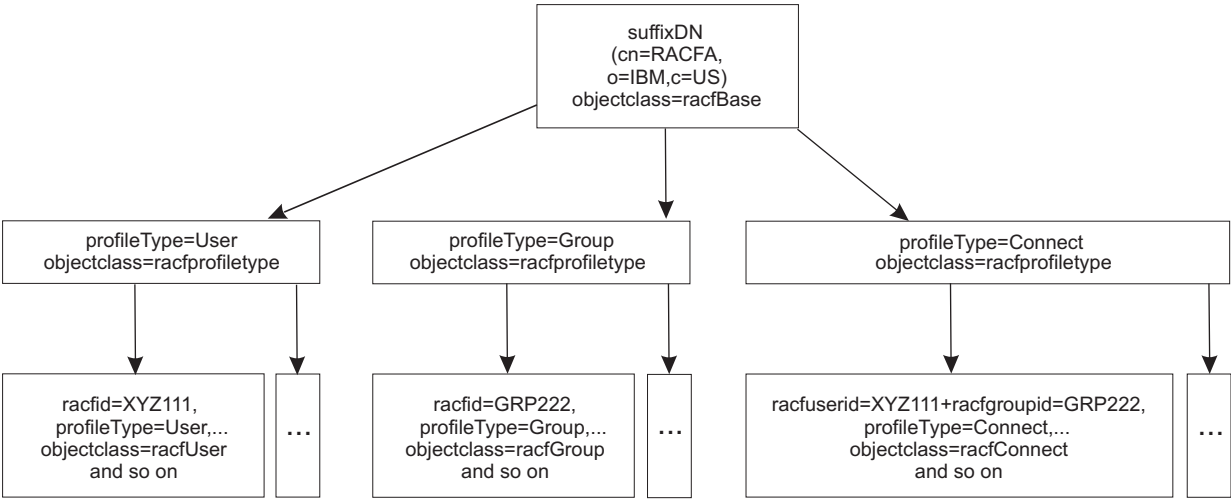 suffixDN
(cn=RACFA,
o=IBM,c=US)
objectclass=racfBase
profileType=User
objectclass=racfprofiletype
profileType=Group
objectclass=racfprofiletype
profileType=Connect
objectclass=racfprofiletype
racfid=XYZ111,
profileType=User,...
objectclass=racfUser
and so on
...
racfid=GRP222,
profileType=Group,...
objectclass=racfGroup
and so on
...
racfuserid=XYZ111+racfgroupid=GRP222,
profileType=Connect,...
objectclass=racfConnect
and so on
...